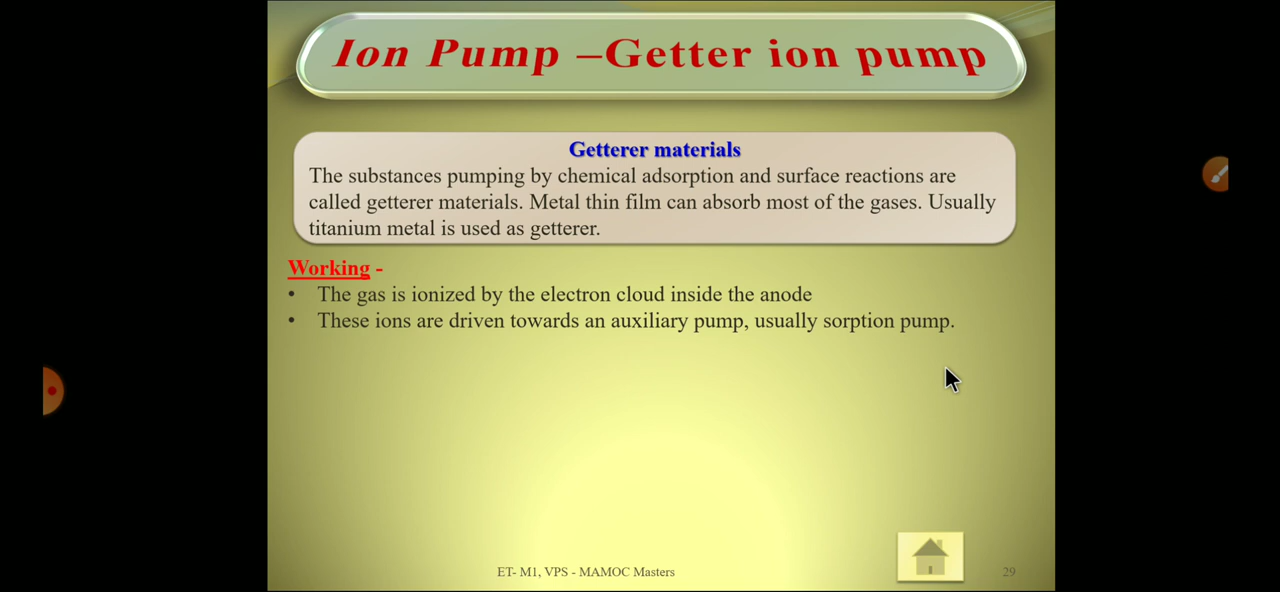 Ion Pump –Getter ion pump
Getterer materials
The substances pumping by chemical adsorption and surface reactions are
called getterer materials. Metal thin film can absorb most of the gases. Usually
titanium metal is used as getterer.
Working -
• The gas is ionized by the electron cloud inside the anode
• These ions are driven towards an auxiliary pump, usually sorption pump.
ET- M1, VPS - MAMOC Masters
29